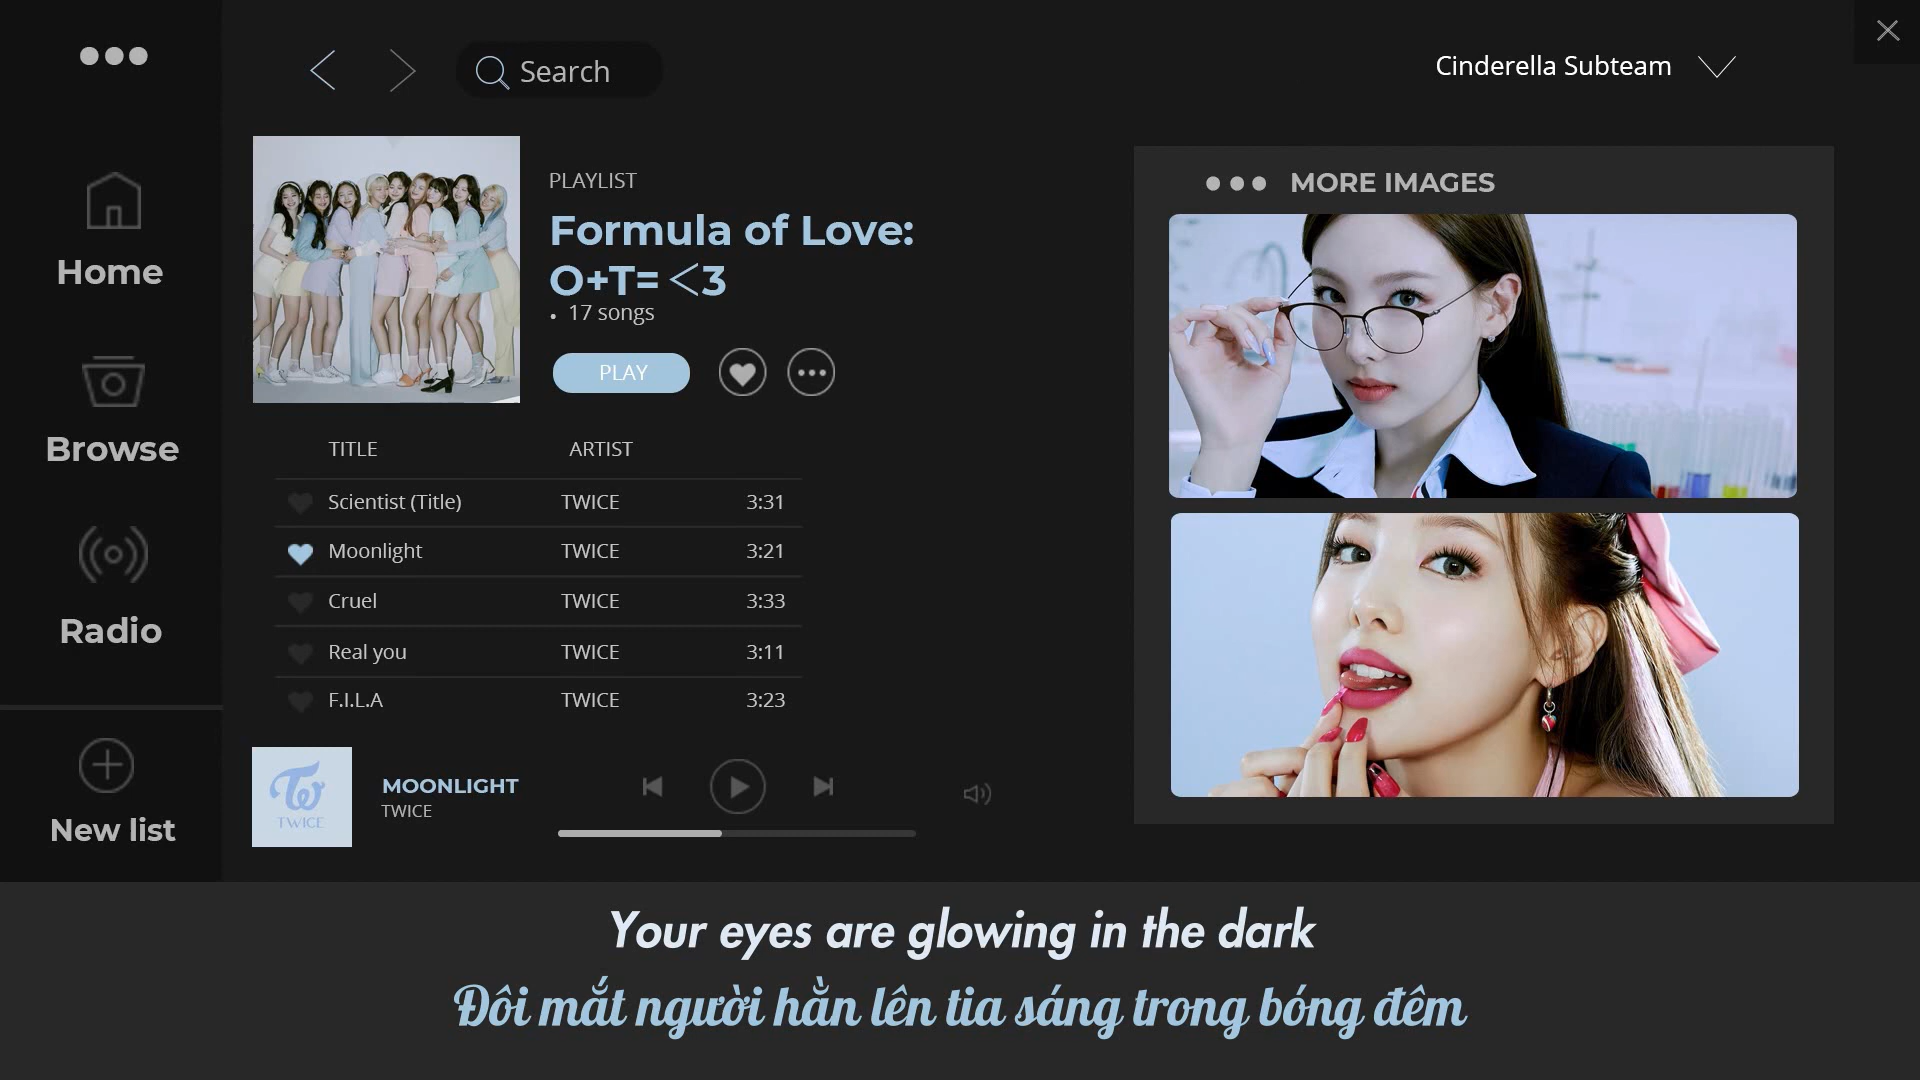 Search
Cinderella Subteam
Home
Browse
Radio
New list
PLAYLIST
Formula of Love:
O+T= <3
• 17 songs
PLAY
TITLE ARTIST
Scientist (Title) TWICE 3:31
Moonlight TWICE 3:21
Cruel TWICE 3:33
Real you TWICE 3:11
F.I.L.A TWICE 3:23
TWICE
MOONLIGHT
TWICE
MORE IMAGES
Your eyes are glowing in the dark
Đôi mắt người hằn lên tia sáng trong bóng đêm